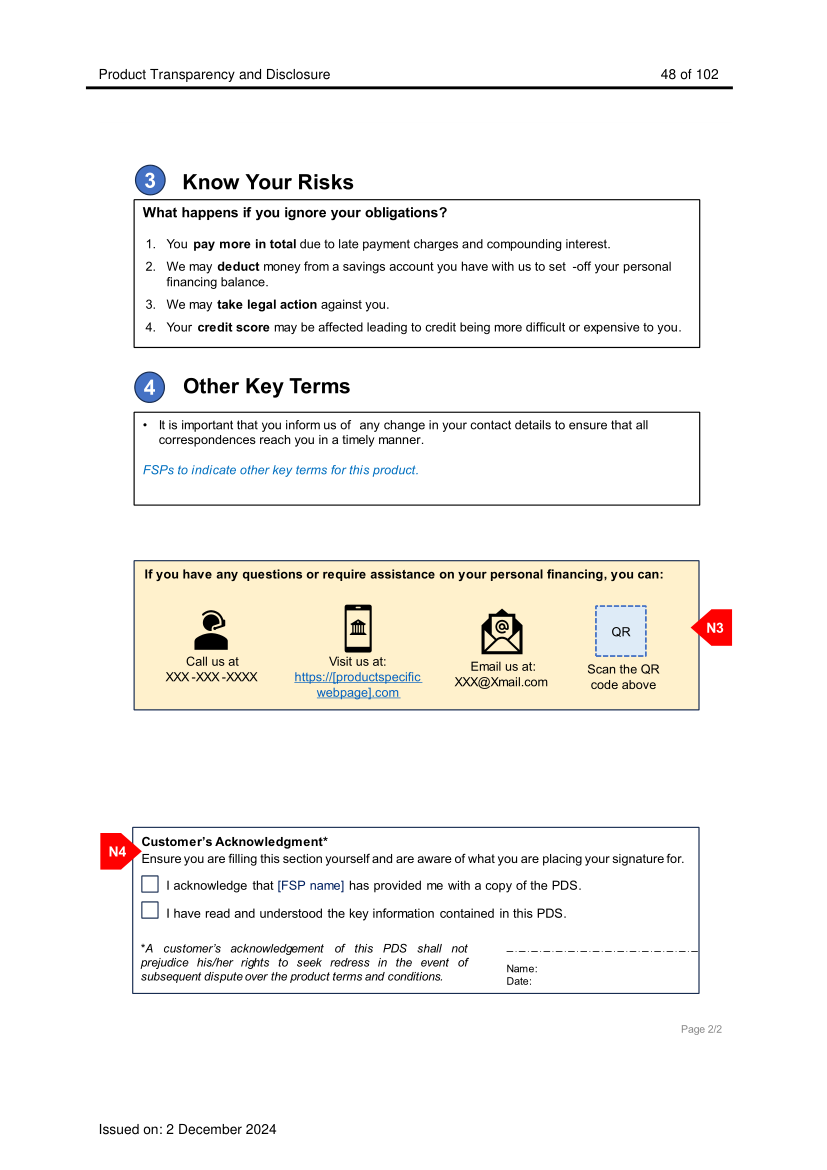 Product Transparency and Disclosure 48 of 102
3 Know Your Risks
What happens if you ignore your obligations?
1. You pay more in total due to late payment charges and compounding interest.
2. We may deduct money from a savings account you have with us to set -off your personal
financing balance.
3. We may take legal action against you.
4. Your credit score may be affected leading to credit being more difficult or expensive to you.
4 Other Key Terms
• It is important that you inform us of any change in your contact details to ensure that all
correspondences reach you in a timely manner.
FSPs to indicate other key terms for this product.
If you have any questions or require assistance on your personal financing, you can:
Call us at
XXX-XXX-XXXX
Visit us at:
https://[productspecific
webpage].com
@
Email us at:
XXX@Xmail.com
QR
Scan the QR
code above
N3
N4
Customer's Acknowledgment*
Ensure you are filling this section yourself and are aware of what you are placing your signature for.
I acknowledge that [FSP name] has provided me with a copy of the PDS.
I have read and understood the key information contained in this PDS.
*A customer's acknowledgement of this PDS shall not
prejudice his/her rights to seek redress in the event of
subsequent dispute over the product terms and conditions.
Name:
Date:
Page 2/2
Issued on: 2 December 2024